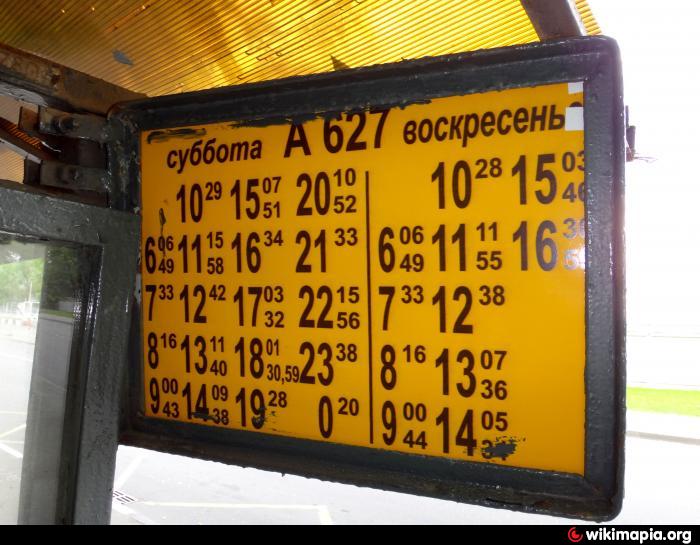 суббота А 627 воскресень
10 29 15 07 51 20 10 52 10 28 15 03
6 06 49 11 15 58 16 34 21 33 6 06 49 11 11 55 16
7 33 12 42 17 03 32 22 15 56 7 33 12 38
8 16 13 11 40 18 01 30,59 23 38 8 16 13 07 36
9 00 43 14 09 38 19 28 0 20 9 00 44 14 05
wikimapia.org